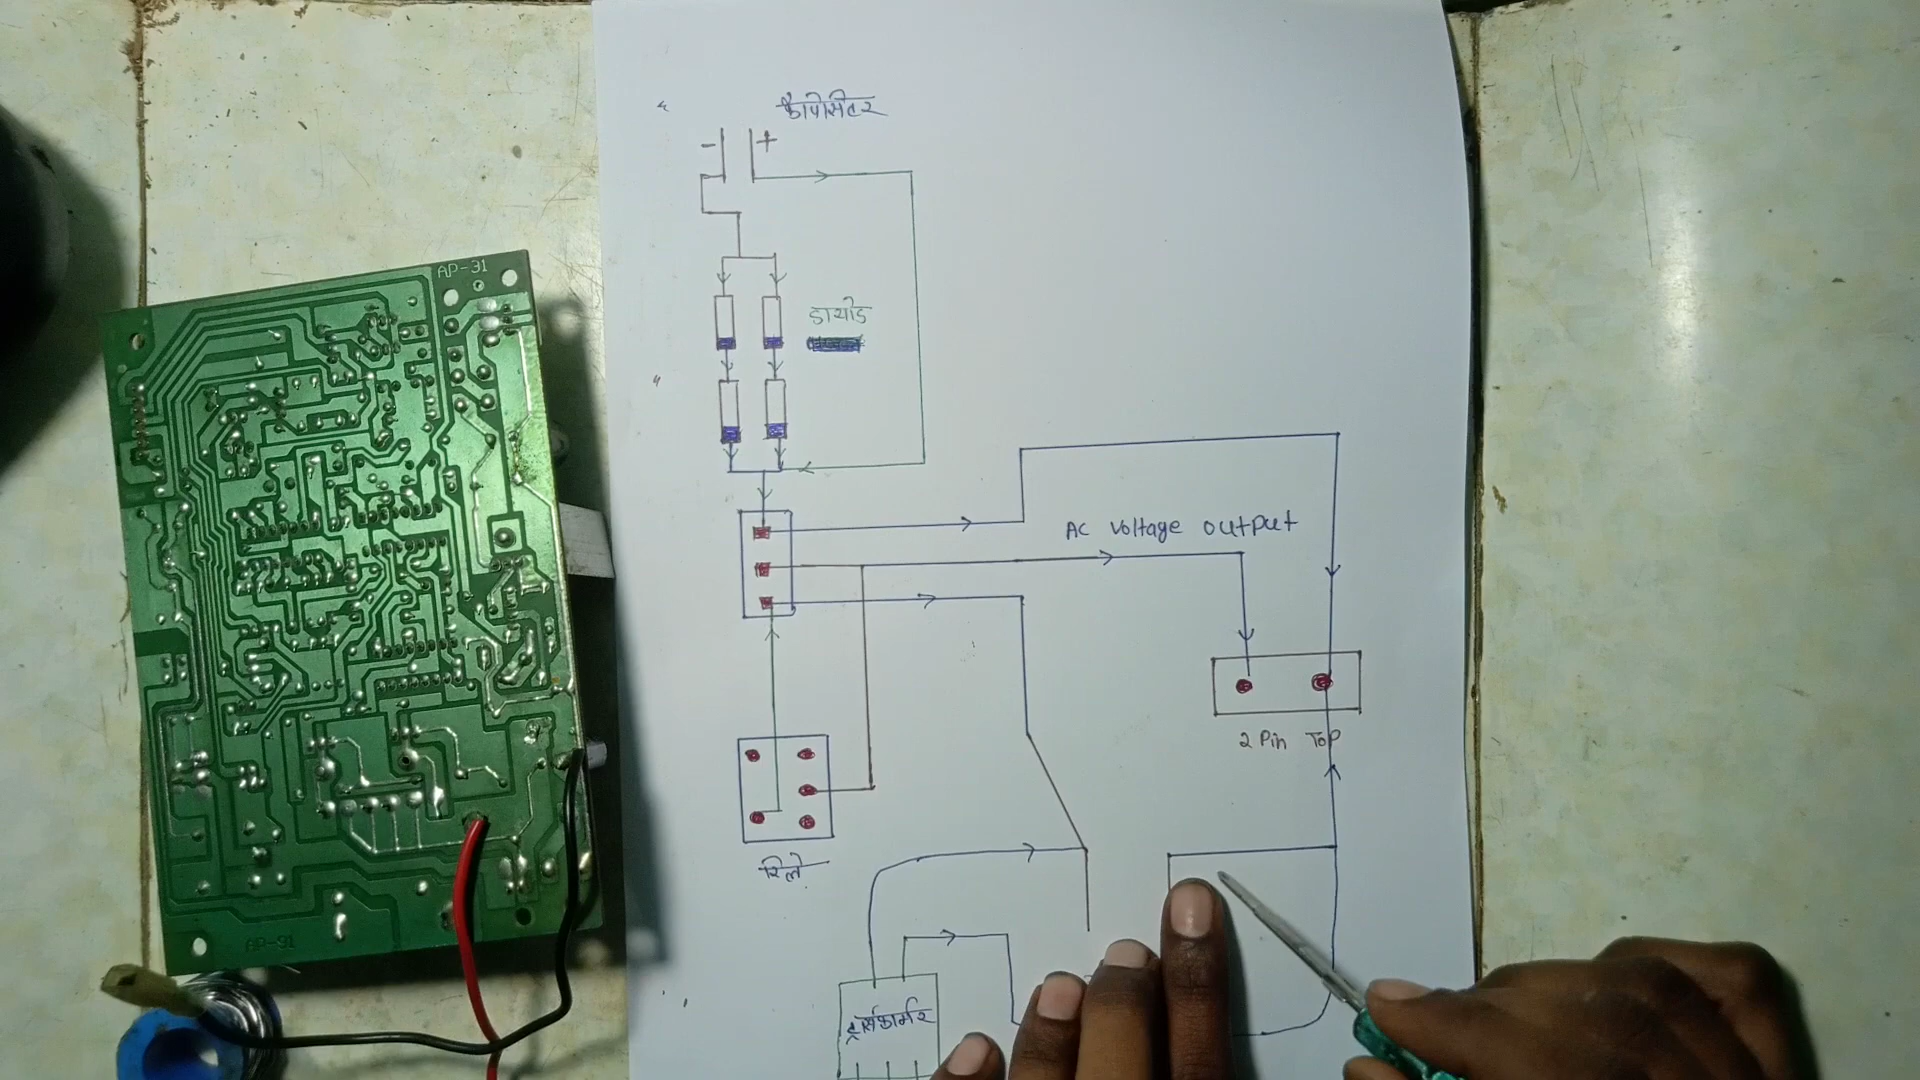 कैपोसिटर
- +
डायोड
AC voltage output
2 Pin Top
रिले
ट्रांसफार्मर
AP-31
AP-31